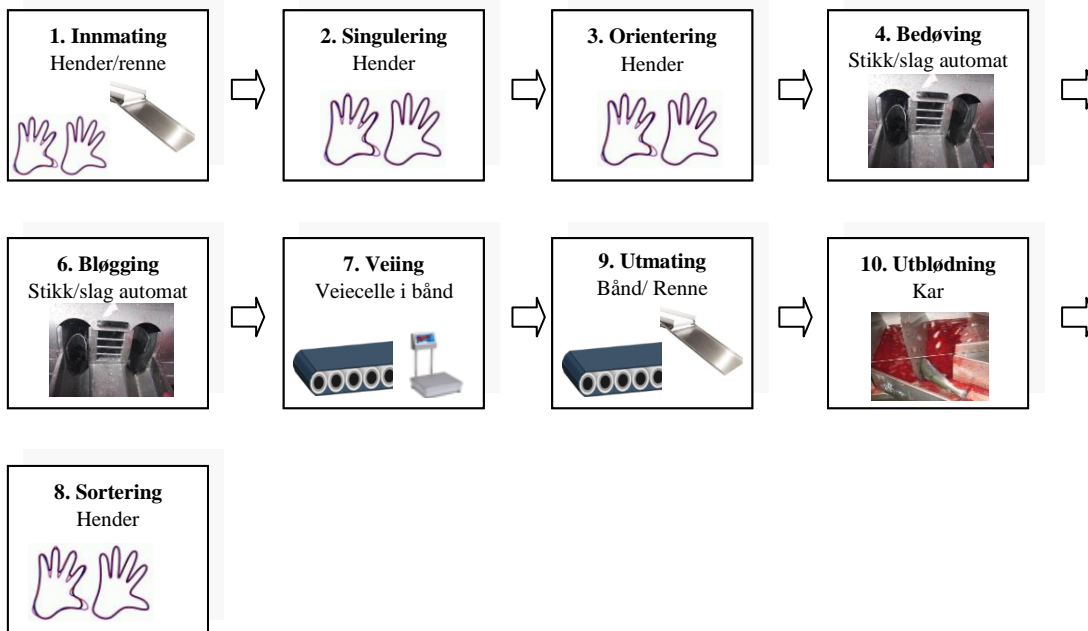 1. Innmating
Hender/renne
2. Singulering
Hender
3. Orientering
Hender
4. Bedøving
Stikk/slag automat
6. Bløgging
Stikk/slag automat
7. Veiing
Veiecelle i bånd
9. Utmating
Bånd/ Renne
10. Utblødning
Kar
8. Sortering
Hender